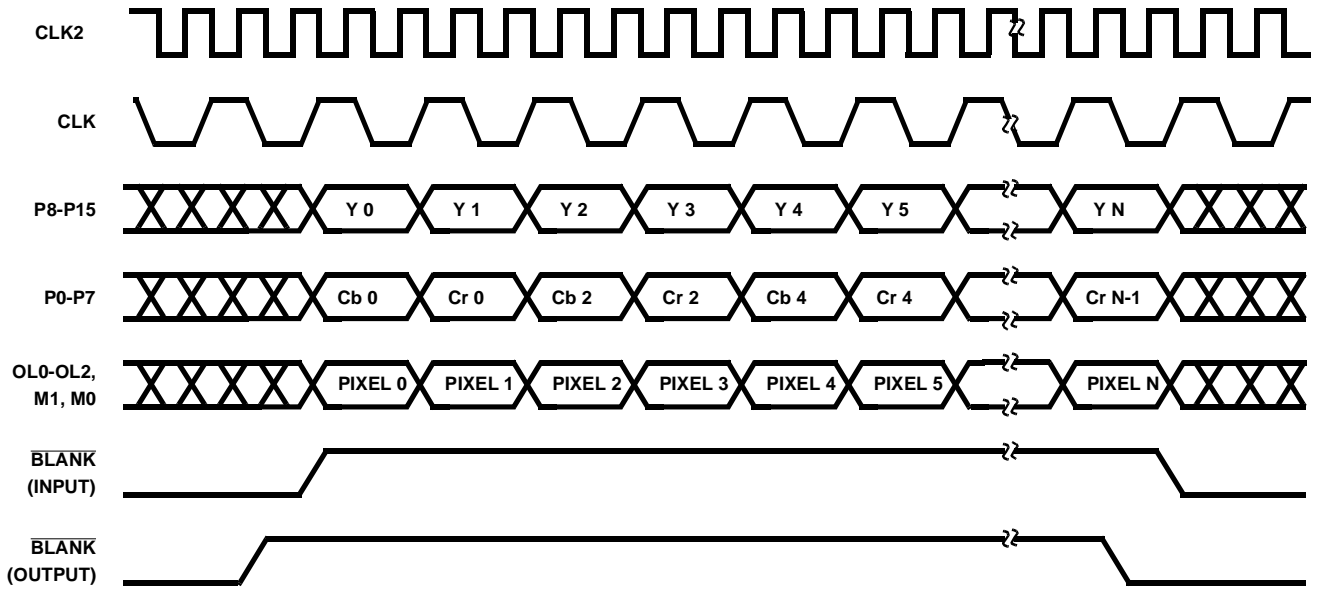 CLK2
CLK
P8-P15
Y 0 Y 1 Y 2 Y 3 Y 4 Y 5 Y N
P0-P7
Cb 0 Cr 0 Cb 2 Cr 2 Cb 4 Cr 4 Cr N-1
OL0-OL2,
M1, M0
PIXEL 0 PIXEL 1 PIXEL 2 PIXEL 3 PIXEL 4 PIXEL 5 PIXEL N
BLANK
(INPUT)
BLANK
(OUTPUT)